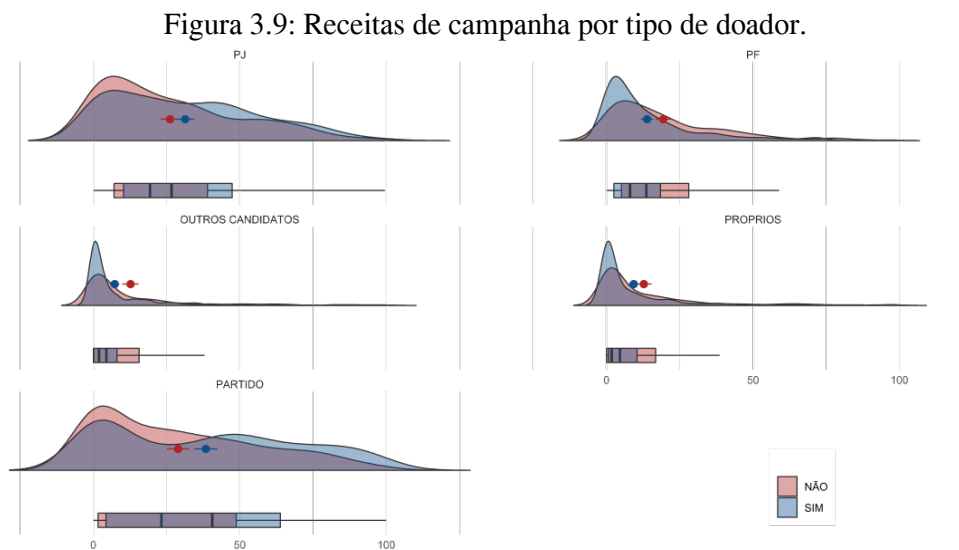 Figura 3.9: Receitas de campanha por tipo de doador.
PJ
PF
OUTROS CANDIDATOS
PROPRIOS
0
50
100
PARTIDO
NÃO
SIM
0
50
100